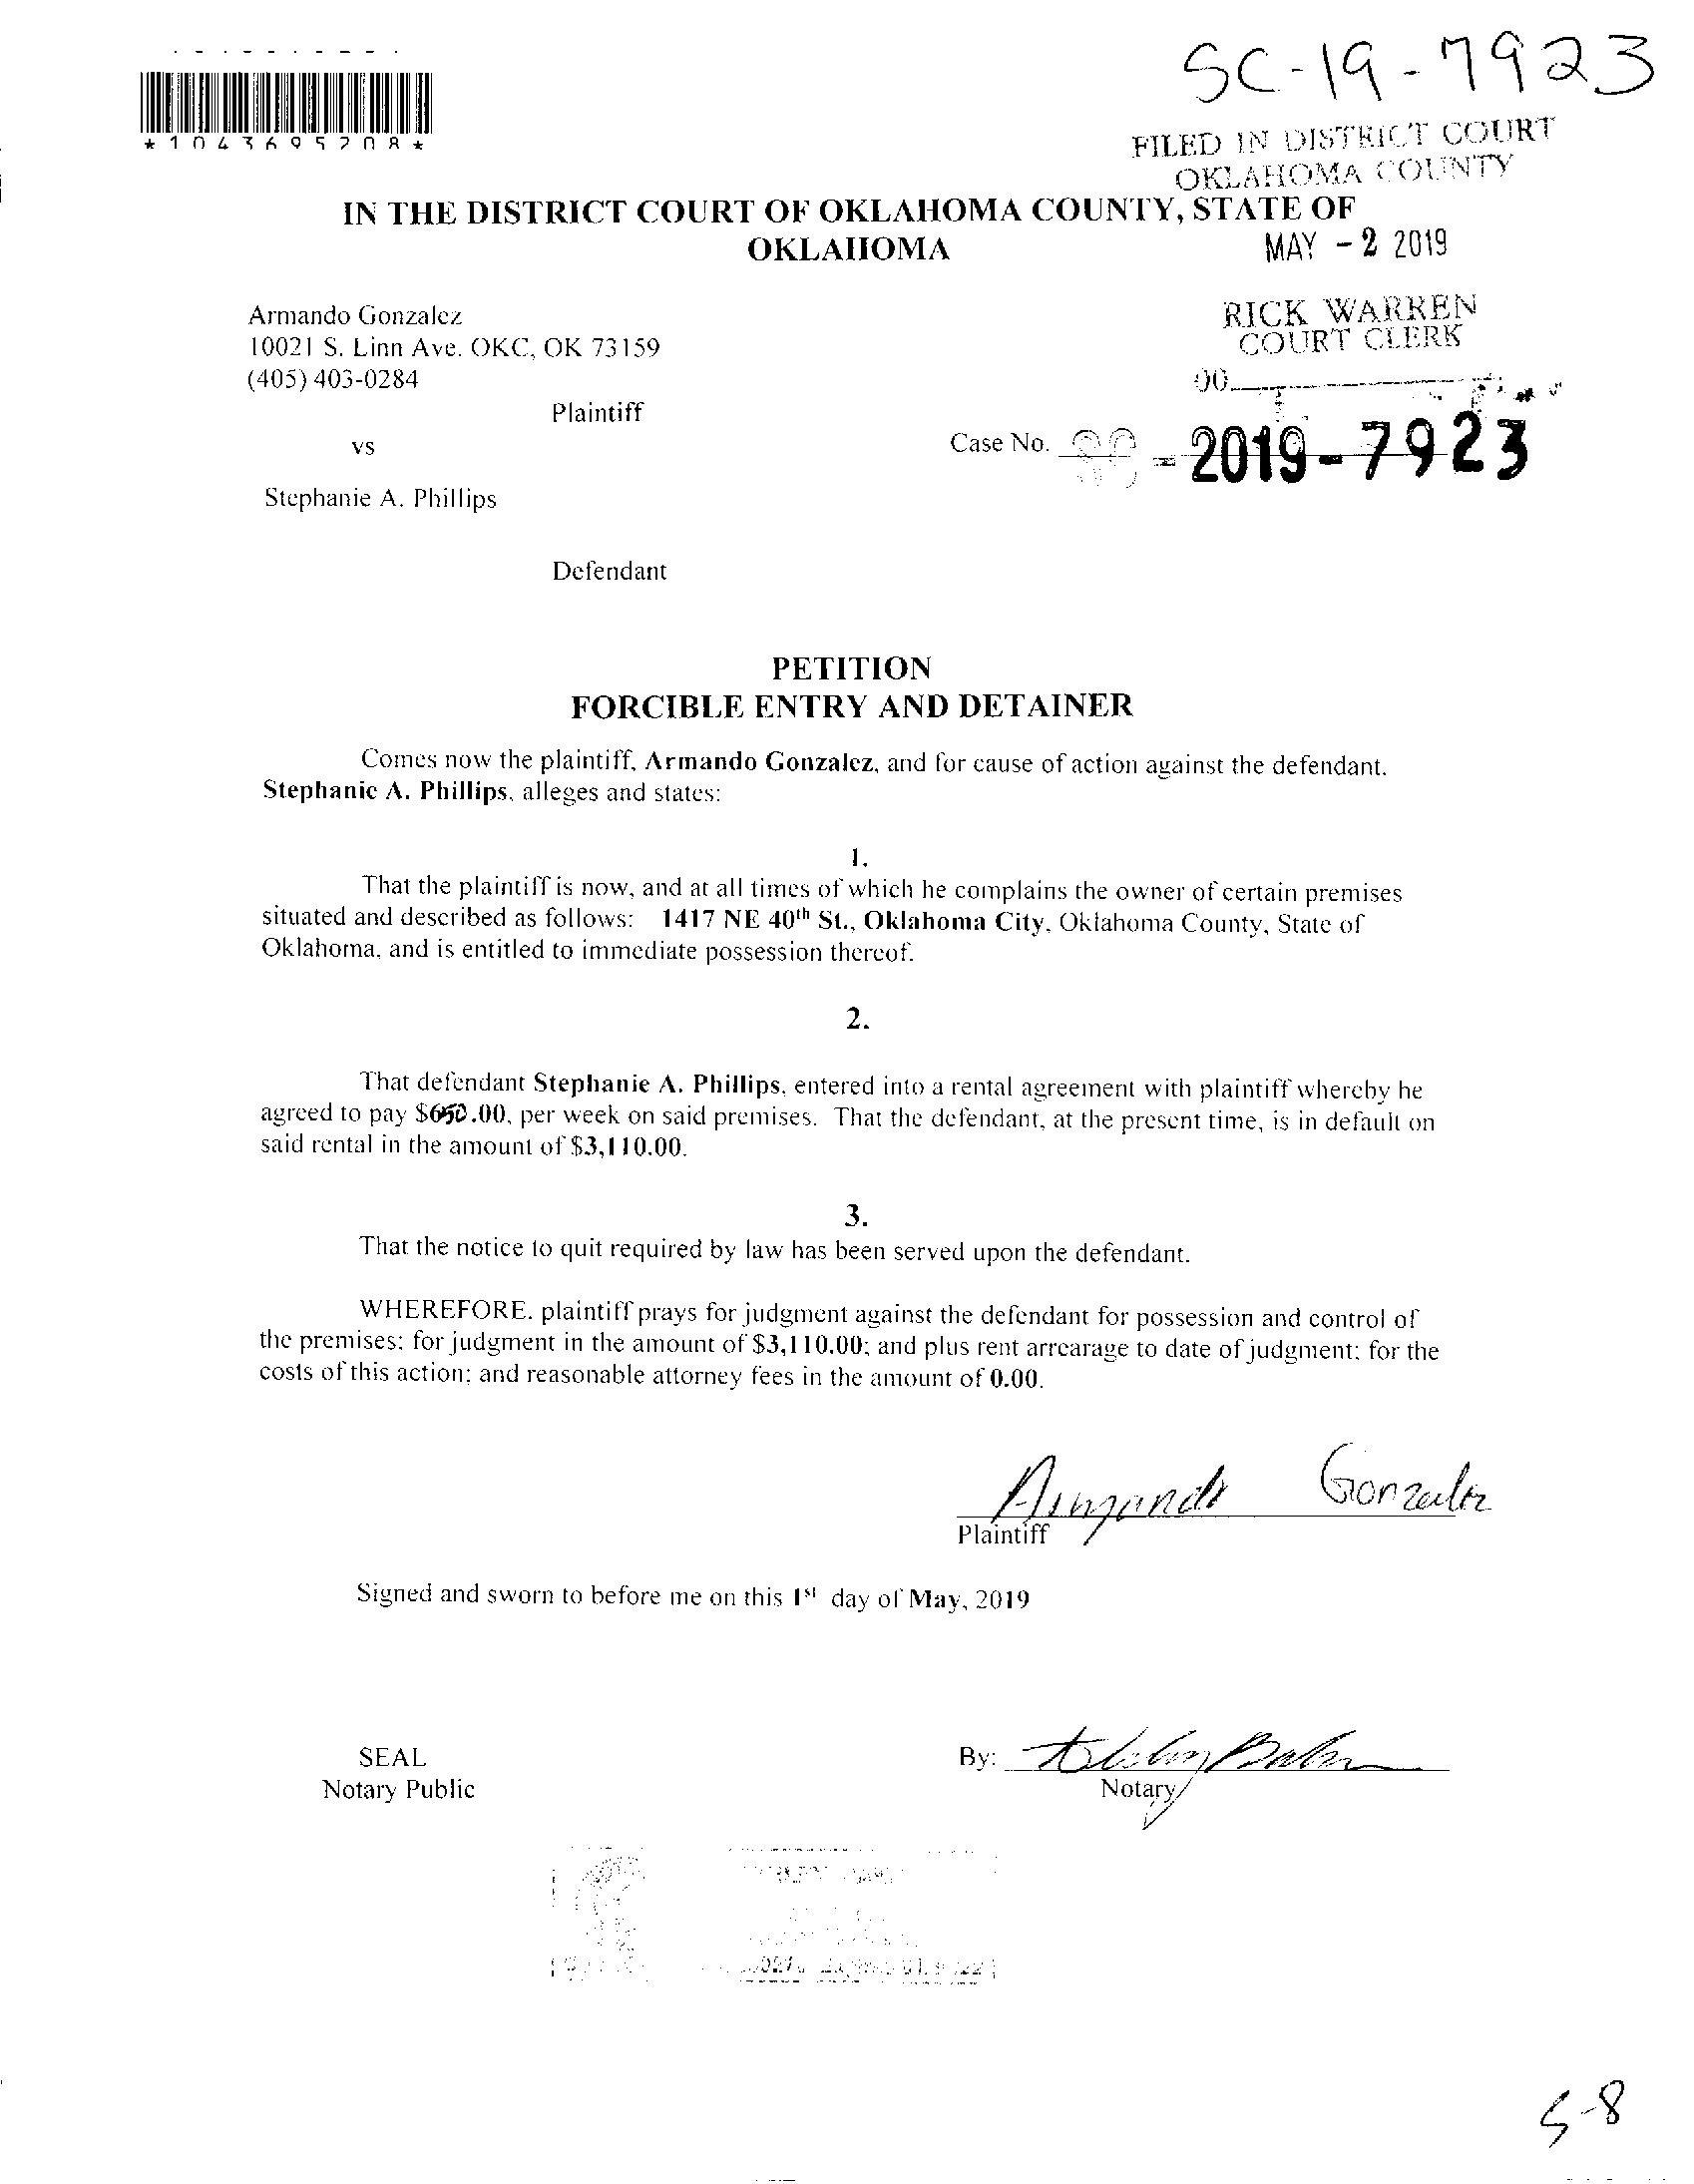 SC-19-7923
*1043695208*
FILED IN DISTRICT COURT
OKLAHOMA COUNTY
IN THE DISTRICT COURT OF OKLAHOMA COUNTY, STATE OF
OKLAHOMA
MAY - 2 2019
Armando Gonzalez
10021 S. Linn Ave. OKC, OK 73159
(405) 403-0284
RICK WARREN
COURT CLERK
Plaintiff
vs
Case No. SC - 2019 - 7923
Stephanie A. Phillips
Defendant
PETITION
FORCIBLE ENTRY AND DETAINER
Comes now the plaintiff, Armando Gonzalez, and for cause of action against the defendant.
Stephanie A. Phillips, alleges and states:
1.
That the plaintiff is now, and at all times of which he complains the owner of certain premises
situated and described as follows: 1417 NE 40th St., Oklahoma City, Oklahoma County, State of
Oklahoma, and is entitled to immediate possession thereof.
2.
That defendant Stephanie A. Phillips, entered into a rental agreement with plaintiff whereby he
agreed to pay $650.00, per week on said premises. That the defendant, at the present time, is in default on
said rental in the amount of $3,110.00.
3.
That the notice to quit required by law has been served upon the defendant.
WHEREFORE. plaintiff prays for judgment against the defendant for possession and control of
the premises; for judgment in the amount of $3,110.00; and plus rent arrearage to date of judgment; for the
costs of this action; and reasonable attorney fees in the amount of 0.00.
Armando Gonzalez
Plaintiff
Signed and sworn to before me on this 1st day of May, 2019
SEAL
Notary Public
By:
Notary
5-8